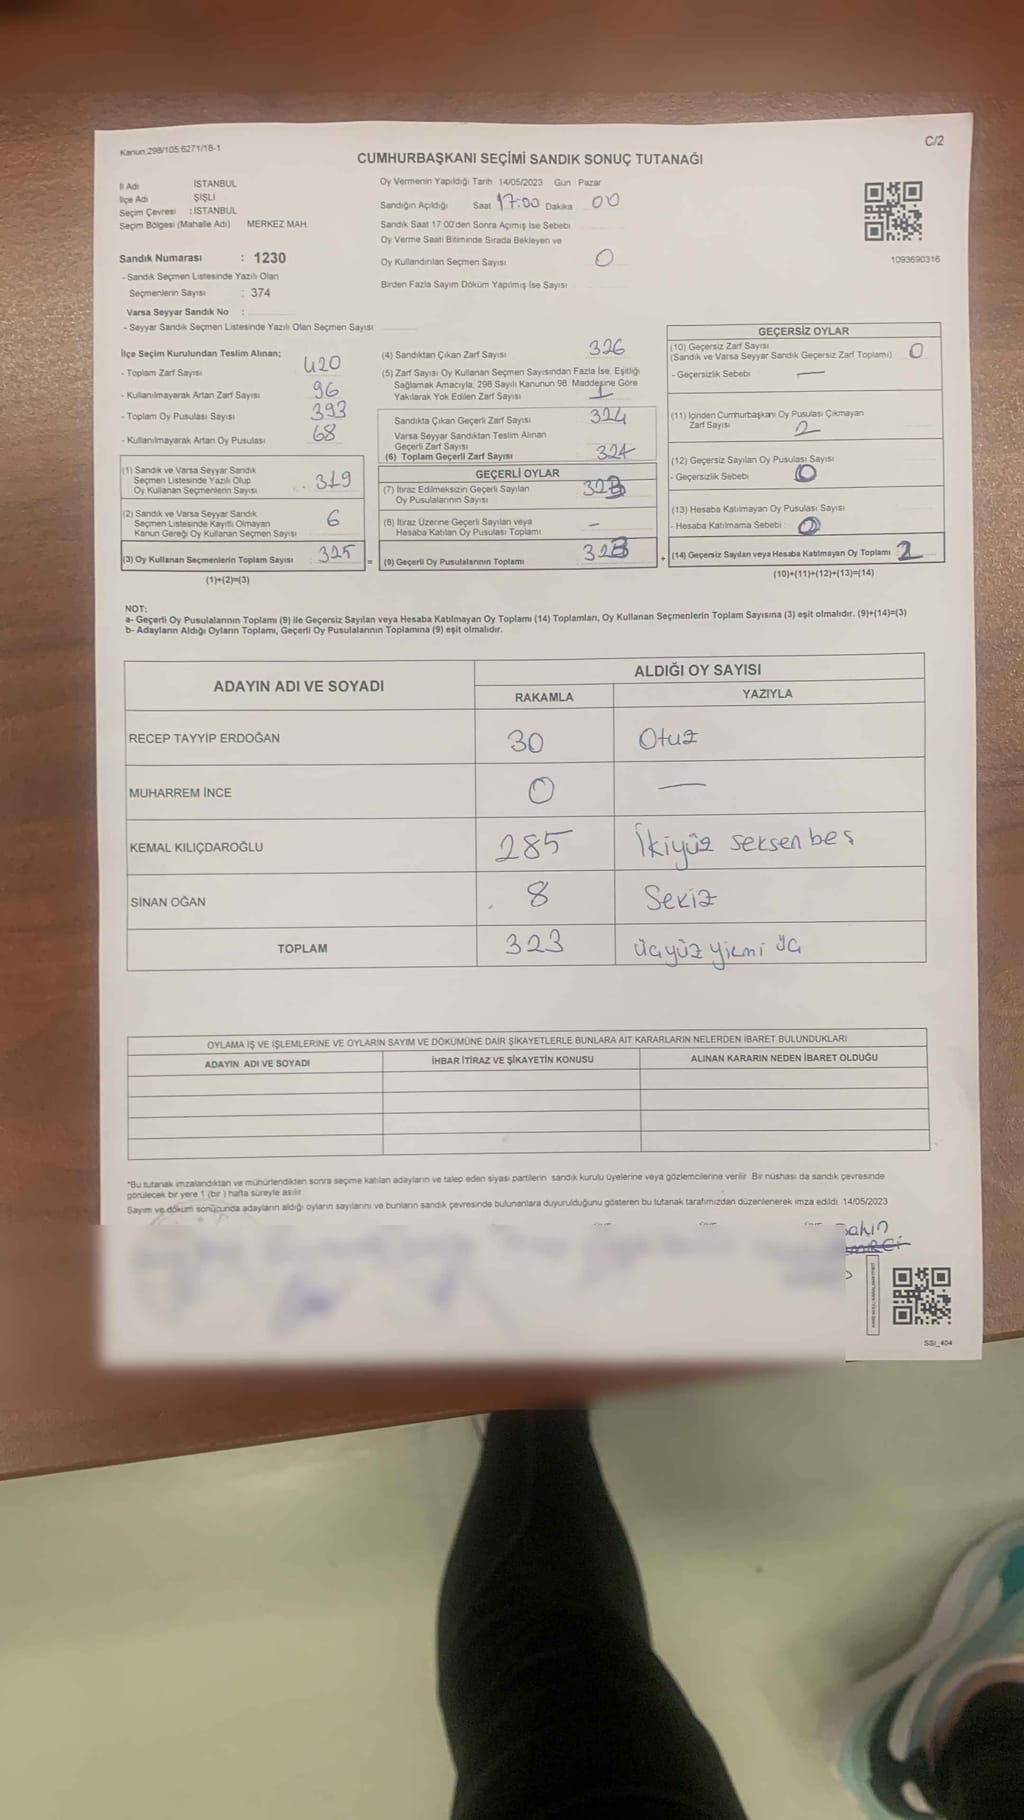 Kanun:298/105;6271/18-1
C/2
CUMHURBAŞKANI SEÇİMİ SANDIK SONUÇ TUTANAĞI
İl Adı İSTANBUL
İlçe Adı ŞİŞLİ
Seçim Çevresi : İSTANBUL
Seçim Bölgesi (Mahalle Adı) MERKEZ MAH.
Sandık Numarası : 1230
- Sandık Seçmen Listesinde Yazılı Olan
Seçmenlerin Sayısı : 374
Varsa Seyyar Sandık No :
- Seyyar Sandık Seçmen Listesinde Yazılı Olan Seçmen Sayısı:
Oy Vermenin Yapıldığı Tarih 14/05/2023 Gün Pazar
Sandığın Açıldığı Saat 17:00 Dakika 00
Sandık Saat 17:00'den Sonra Açımış İse Sebebi
Oy Verme Saati Bitiminde Sırada Bekleyen ve
Oy Kullandırılan Seçmen Sayısı 0
Birden Fazla Sayım Döküm Yapılmış İse Sayısı
1093690316
İlçe Seçim Kurulundan Teslim Alınan;
- Toplam Zarf Sayısı 420
- Kullanılmayarak Artan Zarf Sayısı 96
- Toplam Oy Pusulası Sayısı 393
- Kullanılmayarak Artan Oy Pusulası 68
(1) Sandık ve Varsa Seyyar Sandık
Seçmen Listesinde Yazılı Olup
Oy Kullanan Seçmenlerin Sayısı 319
(2) Sandık ve Varsa Seyyar Sandık
Seçmen Listesinde Kayıtlı Olmayan
Kanun Gereği Oy Kullanan Seçmen Sayısı 6
(3) Oy Kullanan Seçmenlerin Toplam Sayısı 325 =
(1)+(2)=(3)
(4) Sandıktan Çıkan Zarf Sayısı 326
(5) Zarf Sayısı Oy Kullanan Seçmen Sayısından Fazla İse, Eşitliği
Sağlamak Amacıyla, 298 Sayılı Kanunun 98. Maddesine Göre
Yakılarak Yok Edilen Zarf Sayısı 1
Sandıkta Çıkan Geçerli Zarf Sayısı 324
Varsa Seyyar Sandıktan Teslim Alınan
Geçerli Zarf Sayısı
(6) Toplam Geçerli Zarf Sayısı 324
GEÇERLİ OYLAR
(7) İtiraz Edilmeksizin Geçerli Sayılan
Oy Pusulalarının Sayısı 323
(8) İtiraz Üzerine Geçerli Sayılan veya
Hesaba Katılan Oy Pusulası Toplamı –
(9) Geçerli Oy Pusulalarının Toplamı 323 +
GEÇERSİZ OYLAR
(10) Geçersiz Zarf Sayısı
(Sandık ve Varsa Seyyar Sandık Geçersiz Zarf Toplamı) 0
- Geçersizlik Sebebi —
(11) İçinden Cumhurbaşkanı Oy Pusulası Çıkmayan
Zarf Sayısı 2
(12) Geçersiz Sayılan Oy Pusulası Sayısı
- Geçersizlik Sebebi 0
(13) Hesaba Katılmayan Oy Pusulası Sayısı
- Hesaba Katılmama Sebebi : 0
(14) Geçersiz Sayılan veya Hesaba Katılmayan Oy Toplamı 2
(10)+(11)+(12)+(13)=(14)
NOT:
a- Geçerli Oy Pusulalarının Toplamı (9) ile Geçersiz Sayılan veya Hesaba Katılmayan Oy Toplamı (14) Toplamları, Oy Kullanan Seçmenlerin Toplam Sayısına (3) eşit olmalıdır. (9)+(14)=(3)
b- Adayların Aldığı Oyların Toplamı, Geçerli Oy Pusulalarının Toplamına (9) eşit olmalıdır.
ADAYIN ADI VE SOYADI
ALDIĞI OY SAYISI
RAKAMLA YAZIYLA
RECEP TAYYİP ERDOĞAN 30 Otuz
MUHARREM İNCE 0 —
KEMAL KILIÇDAROĞLU 285 İkiyüz seksen beş
SİNAN OĞAN 8 Sekiz
TOPLAM 323 üçyüz yirmi üç
OYLAMA İŞ VE İŞLEMLERİNE VE OYLARIN SAYIM VE DÖKÜMÜNE DAİR ŞİKAYETLERLE BUNLARA AİT KARARLARIN NELERDEN İBARET BULUNDUKLARI
ADAYIN ADI VE SOYADI İHBAR İTİRAZ VE ŞİKAYETİN KONUSU ALINAN KARARIN NEDEN İBARET OLDUĞU
*Bu tutanak imzalandıktan ve mühürlendikten sonra seçime katılan adayların ve talep eden siyasi partilerin sandık kurulu üyelerine veya gözlemcilerine verilir. Bir nüshası da sandık çevresinde
görülecek bir yere 1 (bir) hafta süreyle asılır.
Sayım ve döküm sonucunda adayların aldığı oyların sayılarını ve bunların sandık çevresinde bulunanlara duyurulduğunu gösteren bu tutanak tarafımızdan düzenlenerek imza edildi. 14/05/2023
SSI_404